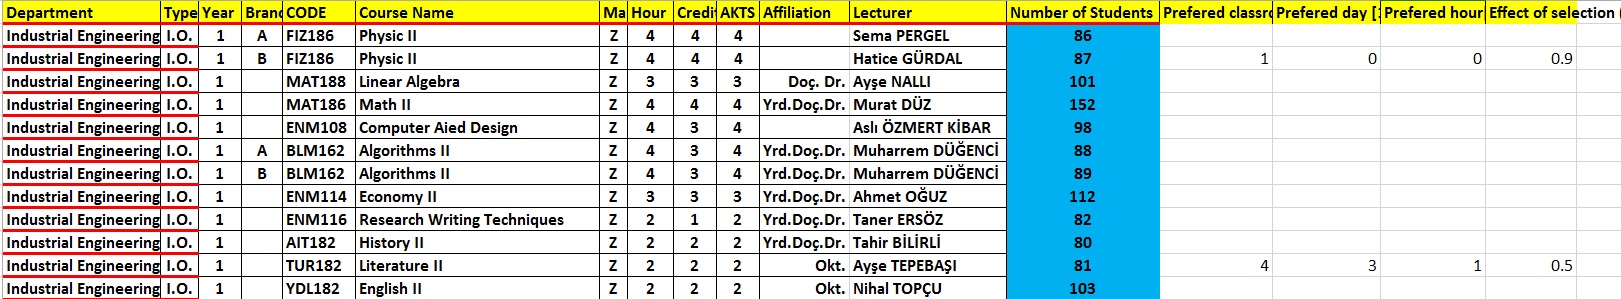 Department Type Year Branc CODE Course Name Ma Hour Credi AKTS Affiliation Lecturer Number of Students Prefered classro Prefered day [ Prefered hour Effect of selection (
Industrial Engineering I.O. 1 A FIZ186 Physic II Z 4 4 4 Sema PERGEL 86
Industrial Engineering I.O. 1 B FIZ186 Physic II Z 4 4 4 Hatice GÜRDAL 87 1 0 0 0.9
Industrial Engineering I.O. 1 MAT188 Linear Algebra Z 3 3 3 Doç. Dr. Ayşe NALLI 101
Industrial Engineering I.O. 1 MAT186 Math II Z 4 4 4 Yrd.Doç.Dr. Murat DÜZ 152
Industrial Engineering I.O. 1 ENM108 Computer Aied Design Z 4 3 4 Aslı ÖZMERT KİBAR 98
Industrial Engineering I.O. 1 A BLM162 Algorithms II Z 4 3 4 Yrd.Doç.Dr. Muharrem DÜĞENCİ 88
Industrial Engineering I.O. 1 B BLM162 Algorithms II Z 4 3 4 Yrd.Doç.Dr. Muharrem DÜĞENCİ 89
Industrial Engineering I.O. 1 ENM114 Economy II Z 3 3 3 Yrd.Doç.Dr. Ahmet OĞUZ 112
Industrial Engineering I.O. 1 ENM116 Research Writing Techniques Z 2 1 2 Yrd.Doç.Dr. Taner ERSÖZ 82
Industrial Engineering I.O. 1 AIT182 History II Z 2 2 2 Yrd.Doç.Dr. Tahir BİLİRLİ 80
Industrial Engineering I.O. 1 TUR182 Literature II Z 2 2 2 Okt. Ayşe TEPEBAŞI 81 4 3 1 0.5
Industrial Engineering I.O. 1 YDL182 English II Z 2 2 2 Okt. Nihal TOPÇU 103